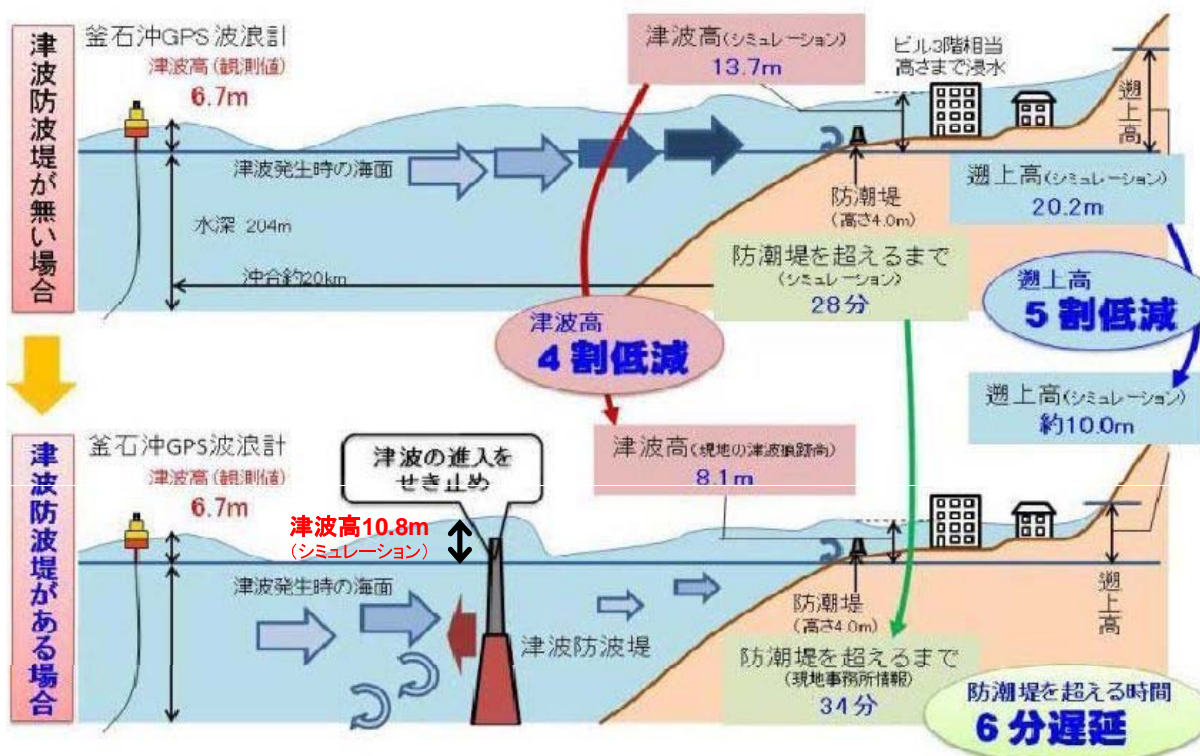 津波防波堤が無い場合
釜石沖GPS波浪計
津波高(観測値)
6.7m
津波高(シミュレーション)
13.7m
ビル3階相当
高さまで浸水
遡上高
津波発生時の海面
水深 204m
沖合約20km
防潮堤
(高さ4.0m)
遡上高(シミュレーション)
20.2m
防潮堤を超えるまで
(シミュレーション)
28分
津波高
4割低減
遡上高
5割低減
遡上高(シミュレーション)
約10.0m
津波防波堤がある場合
釜石沖GPS波浪計
津波高(観測値)
6.7m
津波の進入を
せき止め
津波高10.8m
(シミュレーション)
津波高(現地の津波痕跡高)
8.1m
津波発生時の海面
津波防波堤
防潮堤
(高さ4.0m)
遡上高
防潮堤を超えるまで
(現地事務所情報)
34分
防潮堤を超える時間
6分遅延